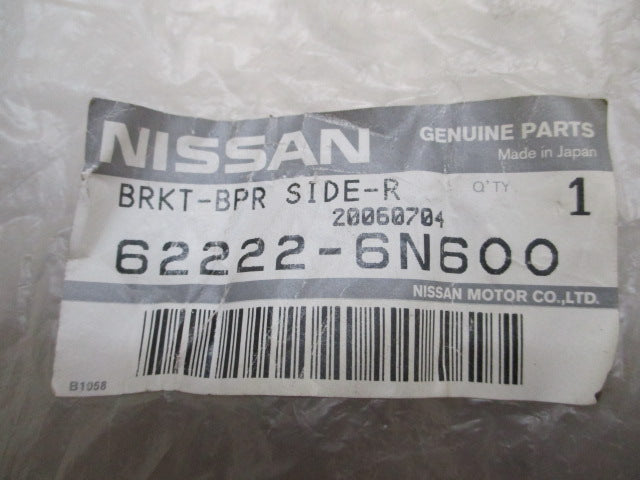 NISSAN GENUINE PARTS
Made in Japan
BRKT-BPR SIDE-R Q'TY 1
20060704
62222-6N600
NISSAN MOTOR CO.,LTD.
B1058